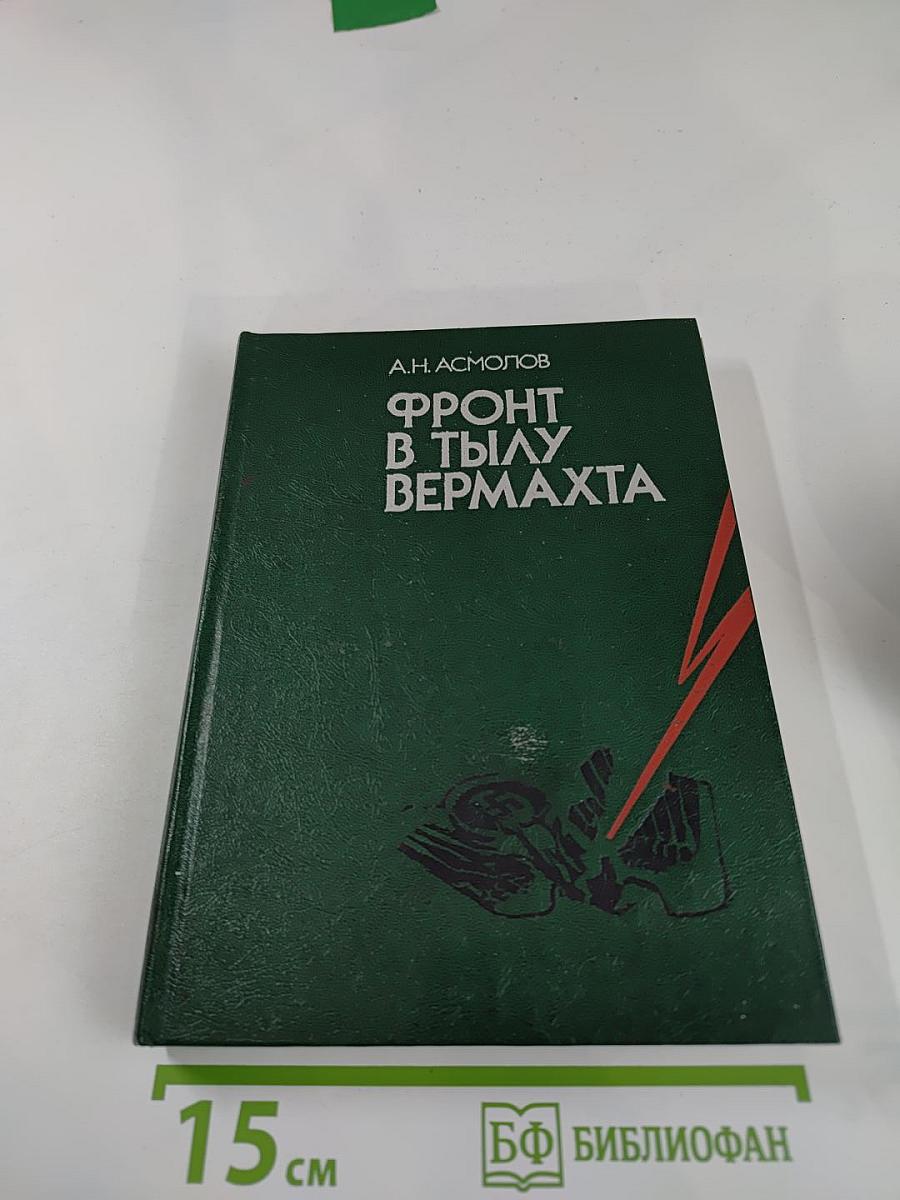 А.Н. АСМОЛОВ
ФРОНТ
В ТЫЛУ
ВЕРМАХТА
15 см
БФ БИБЛИОФАН